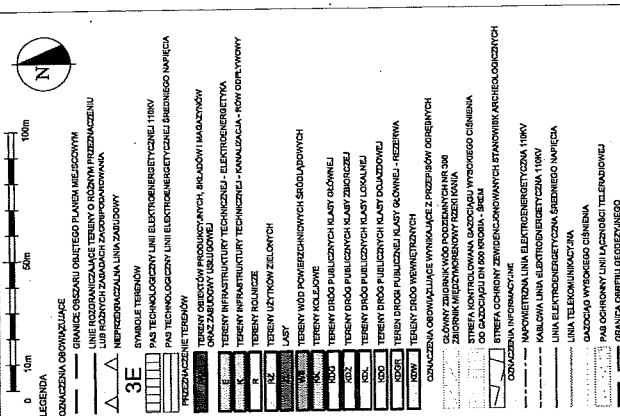 N
0 10m 50m 100m
LEGENDA
OZNACZENIA OBOWIĄZUJĄCE
GRANICE OBSZARU OBJĘTEGO PLANEM MIEJSCOWYM
LINIE ROZGRANICZAJĄCE TERENY O RÓŻNYM PRZEZNACZENIU
LUB RÓŻNYCH ZASADACH ZAGOSPODAROWANIA
NIEPRZEKRACZALNA LINIA ZABUDOWY
3E SYMBOLE TERENÓW
PAS TECHNOLOGICZNY LINII ELEKTROENERGETYCZNEJ 110KV
PAS TECHNOLOGICZNY LINII ELEKTROENERGETYCZNEJ ŚREDNIEGO NAPIĘCIA
PRZEZNACZENIE TERENÓW
TERENY OBIEKTÓW PRODUKCYJNYCH, SKŁADÓW I MAGAZYNÓW
ORAZ ZABUDOWY USŁUGOWEJ
E TERENY INFRASTRUKTURY TECHNICZNEJ - ELEKTROENERGETYKA
K TERENY INFRASTRUKTURY TECHNICZNEJ - KANALIZACJA - RÓW ODPŁYWOWY
R TERENY ROLNICZE
RZ TERENY UŻYTKÓW ZIELONYCH
ZL LASY
WS TERENY WÓD POWIERZCHNIOWYCH ŚRÓDLĄDOWYCH
KK TERENY KOLEJOWE
KDG TERENY DRÓG PUBLICZNYCH KLASY GŁÓWNEJ
KDZ TERENY DRÓG PUBLICZNYCH KLASY ZBIORCZEJ
KDL TERENY DRÓG PUBLICZNYCH KLASY LOKALNEJ
KDD TERENY DRÓG PUBLICZNYCH KLASY DOJAZDOWEJ
KDGR TEREN DRÓG PUBLICZNEJ KLASY GŁÓWNEJ - REZERWA
KDW TERENY DRÓG WEWNĘTRZNYCH
OZNACZENIA OBOWIĄZUJĄCE WYNIKAJĄCE Z PRZEPISÓW ODRĘBNYCH
GŁÓWNY ZBIORNIK WÓD PODZIEMNYCH NR 308
ZBIORNIK MIĘDZYMORENOWY RZEKI KANIA
STREFA KONTROLOWANA GAZOCIĄGU WYSOKIEGO CIŚNIENIA
OD GAZOCIĄGU DN 500 KROBIA - ŚREM
STREFA OCHRONY ZEWIDENCJONOWANYCH STANOWISK ARCHEOLOGICZNYCH
OZNACZENIA INFORMACYJNE
NAPOWIETRZNA LINIA ELEKTROENERGETYCZNA 110KV
KABLOWA LINIA ELEKTROENERGETYCZNA 110KV
LINIA ELEKTROENERGETYCZNA ŚREDNIEGO NAPIĘCIA
LINIA TELEKOMUNIKACYJNA
GAZOCIĄG WYSOKIEGO CIŚNIENIA
PAS OCHRONNY LINII ŁĄCZNOŚCI TELERADIOWEJ
GRANICA OBRĘBU GEODEZYJNEGO